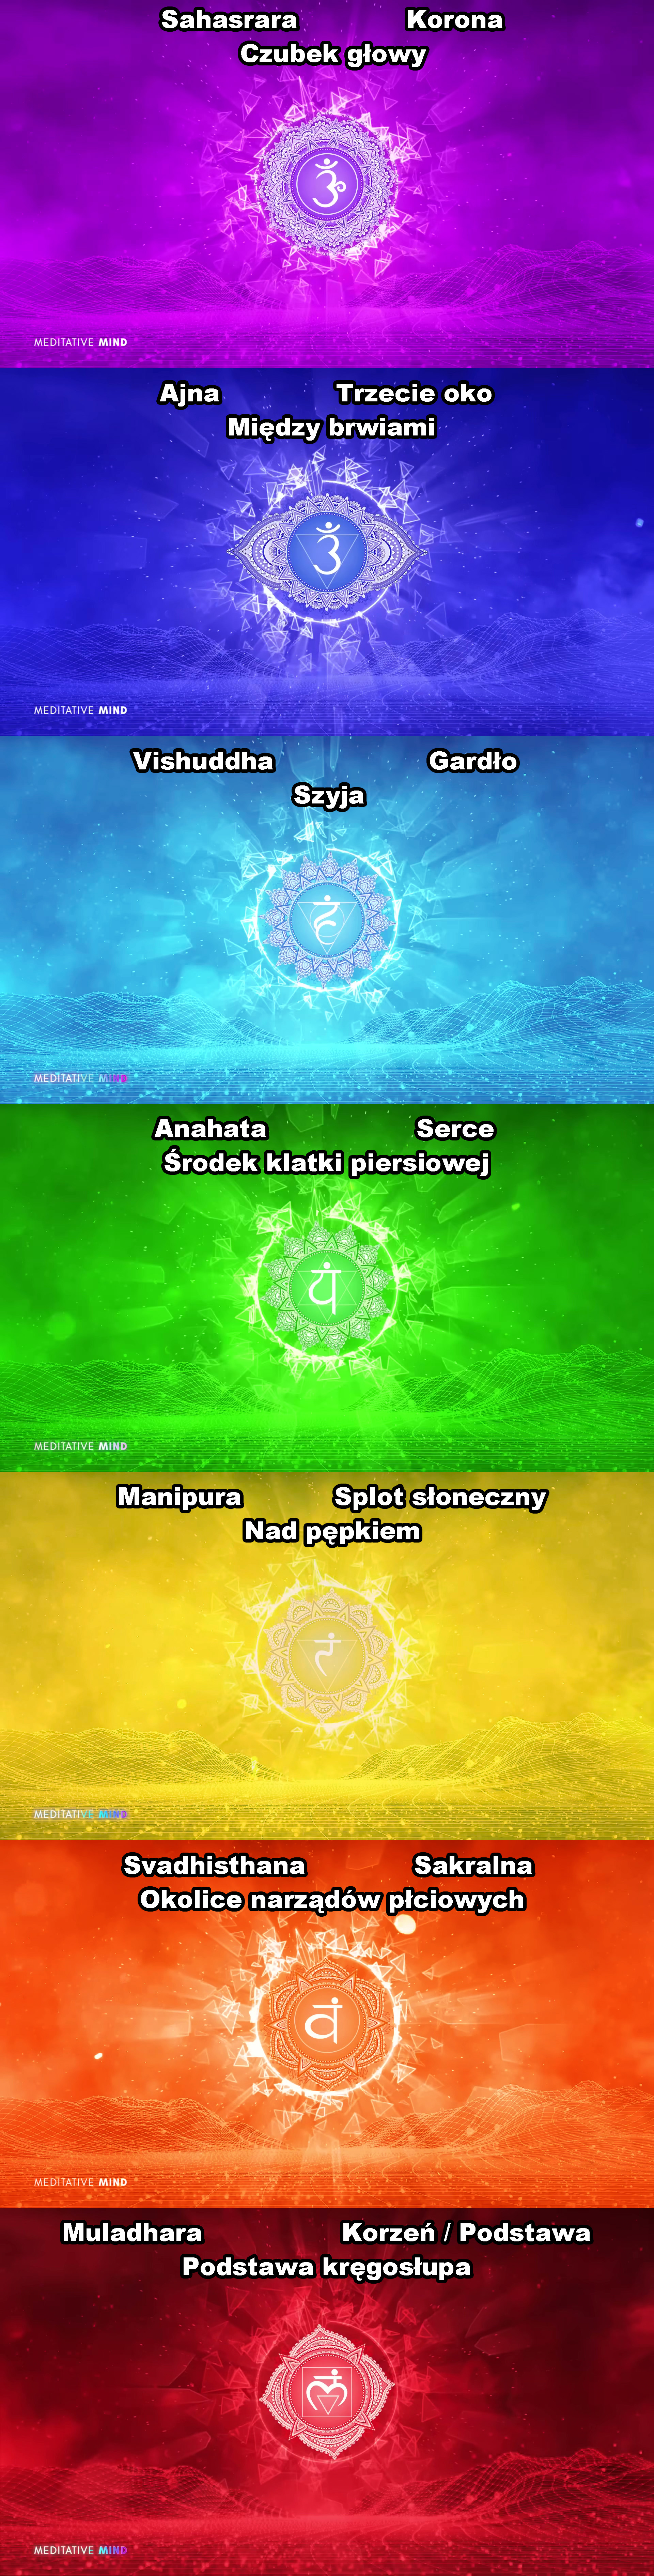 Sahasrara Korona
Czubek głowy
ॐ
MEDITATIVE MIND
Ajna Trzecie oko
Między brwiami
MEDITATIVE MIND
Vishuddha Gardło
Szyja
हं
MEDITATIVE MIND
Anahata Serce
Środek klatki piersiowej
यं
MEDITATIVE MIND
Manipura Splot słoneczny
Nad pępkiem
रं
MEDITATIVE MIND
Svadhisthana Sakralna
Okolice narządów płciowych
वं
MEDITATIVE MIND
Muladhara Korzeń / Podstawa
Podstawa kręgosłupa
लं
MEDITATIVE MIND